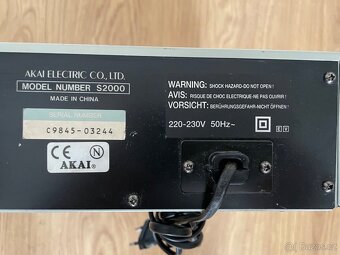 AKAI ELECTRIC CO., LTD.
MODEL NUMBER S2000
MADE IN CHINA
SERIAL NUMBER
C9845-03244
CE N
AKAI
WARNING: SHOCK HAZARD-DO NOT OPEN!
AVIS: RISQUE DE CHOC ELECTRIQUE-NE PAS OUVRIR!
VORSICHT: BERÜHRUNGSGEFAHR-NICHT ÖFFNEN!
220-230V 50Hz~